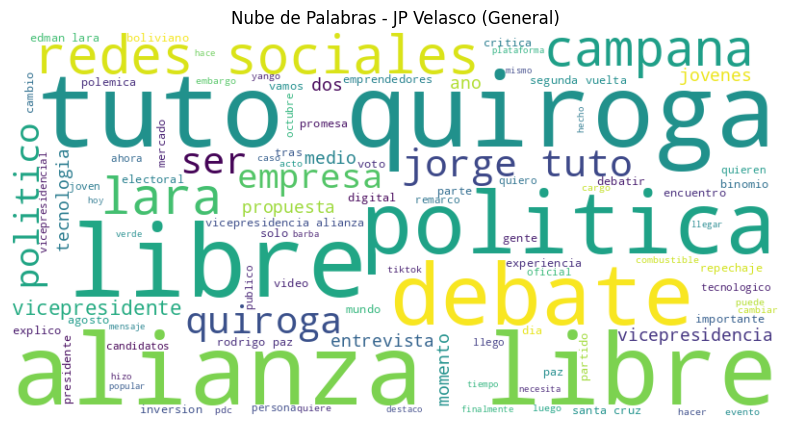 Nube de Palabras - JP Velasco (General)
edman lara
boliviano
hace
critica
plataforma
redes sociales
campana
embargo
yango
mismo
cambio
polemica
vamos
dos
emprendedores
ano
segunda vuelta
jovenes
tuto quiroga
octubre
promesa
hecho
mercado
politico
vicepresidencial
tecnologia
ahora
tras
medio
voto
ser
caso
acto
jorge tuto
quieren
binomio
joven
electoral
empresa
quiero
debatir
hoy
lara
digital
parte
remarco
cargo
encuentro
propuesta
politica
libre
vicepresidencia alianza
llegar
verde
solo
barba
gente
combustible
publico
video
tiktok
experiencia
oficial
repechaje
debate
tecnologico
vicepresidente
mundo
puede
cambiar
agosto
mensaje
quiroga
importante
explico
dia
presidente
candidatos
rodrigo paz
entrevista
momento
llego
partido
vicepresidencia
alianza libre
hizo
popular
paz
tiempo
necesita
inversion
pdc
persona
quiere
destaco
finalmente
luego
santa cruz
hacer
evento